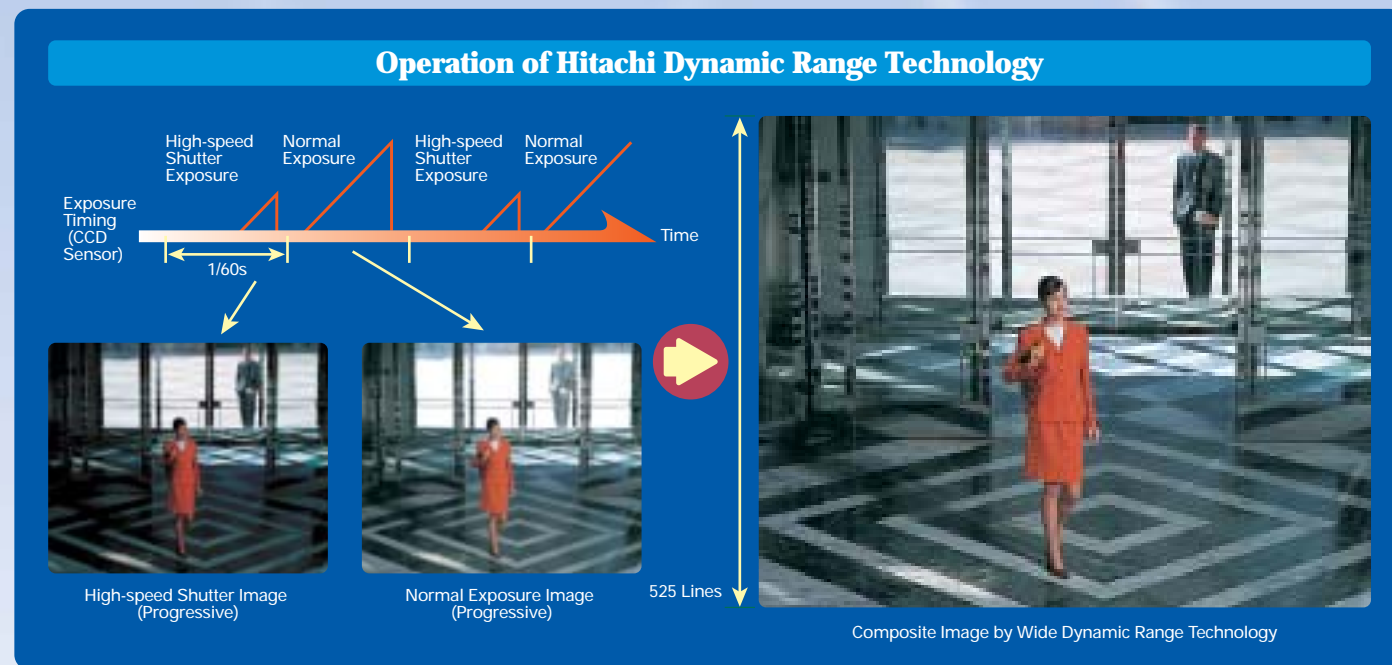 Operation of Hitachi Dynamic Range Technology
High-speed
Shutter
Exposure
Normal
Exposure
High-speed
Shutter
Exposure
Normal
Exposure
Exposure
Timing
(CCD
Sensor)
Time
1/60s
High-speed Shutter Image
(Progressive)
Normal Exposure Image
(Progressive)
525 Lines
Composite Image by Wide Dynamic Range Technology